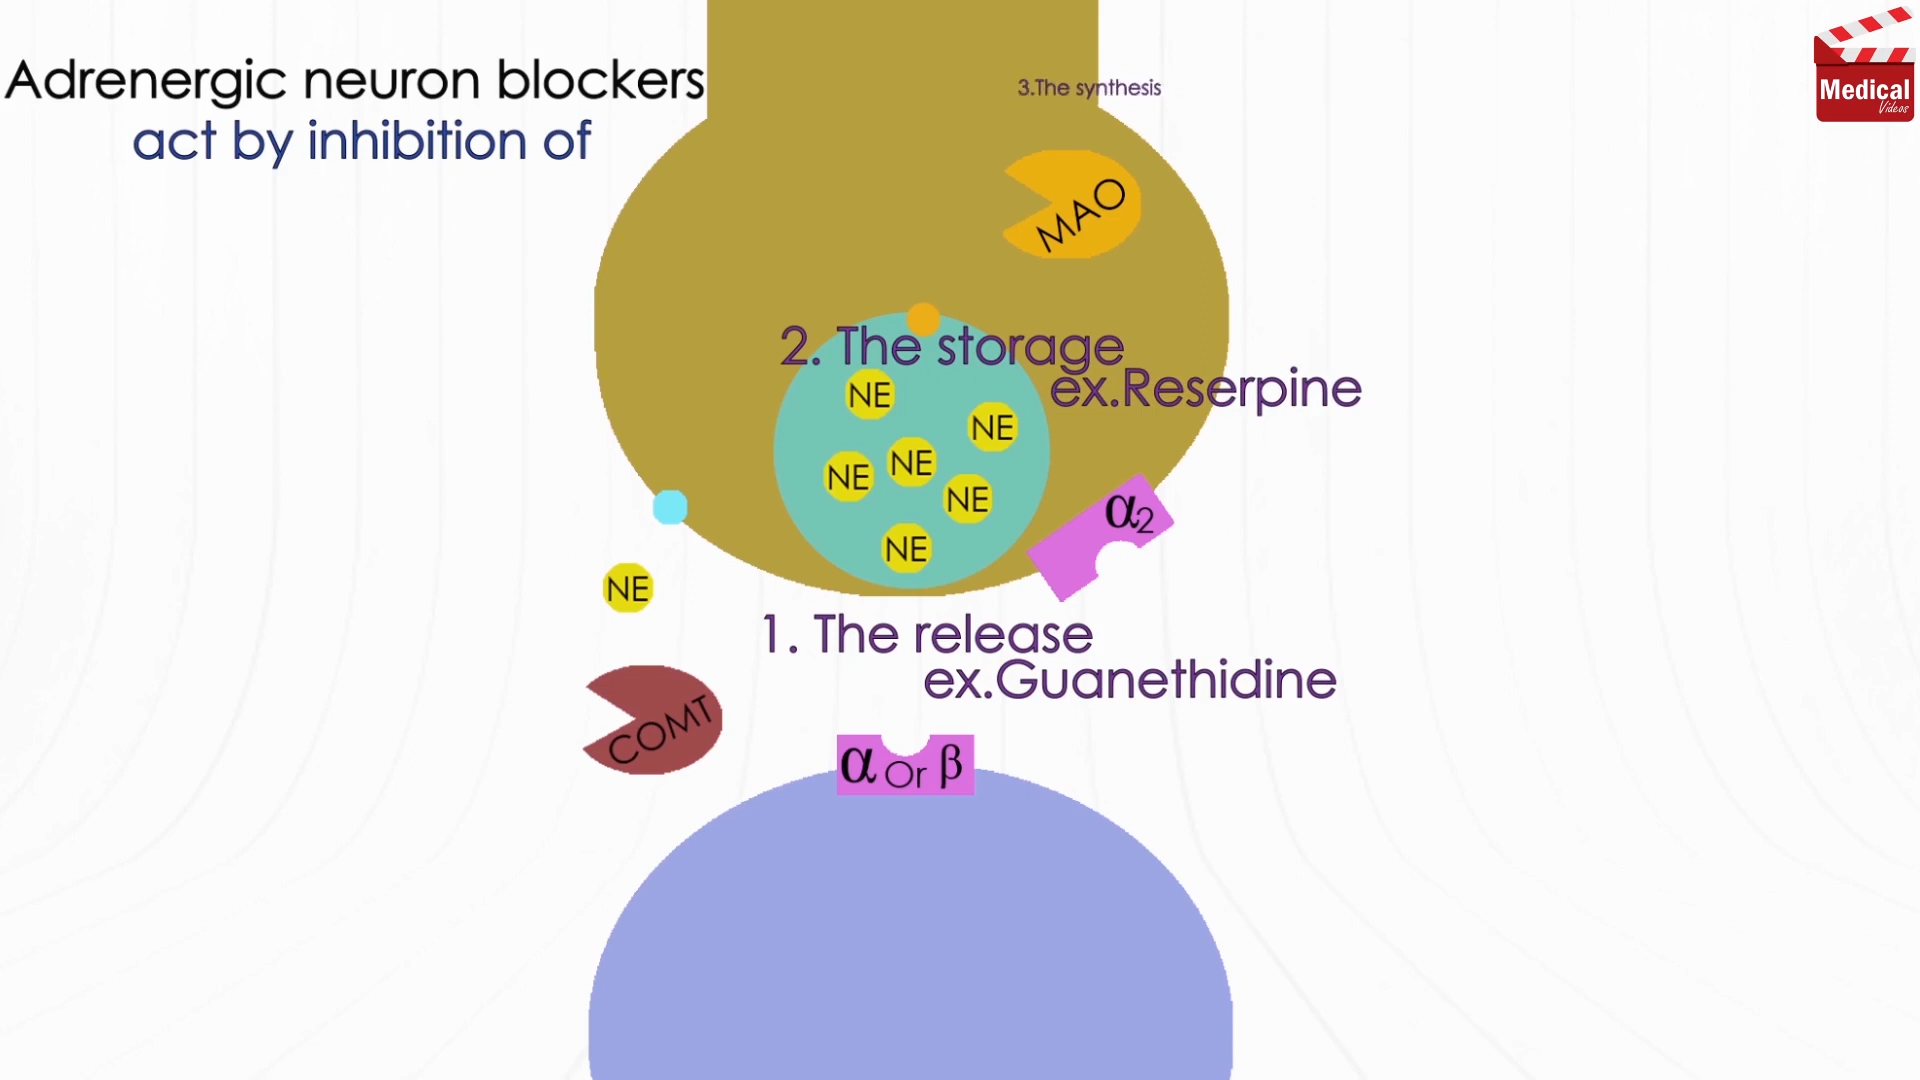 Adrenergic neuron blockers
act by inhibition of
3.The synthesis
Medical
Videos
MAO
2. The storage
ex.Reserpine
NE
NE
NE
NE
NE
NE
α2
NE
1. The release
ex.Guanethidine
COMT
α Or β